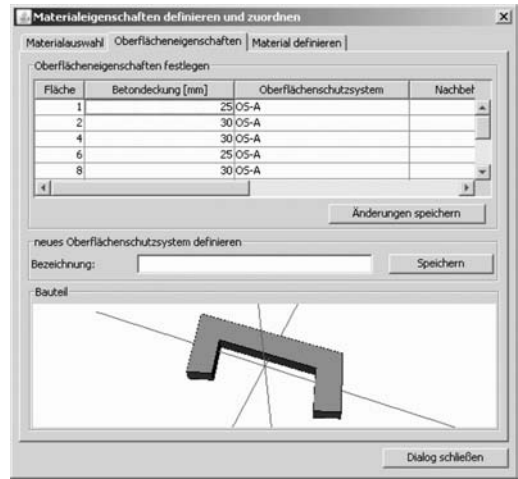 Materialeigenschaften definieren und zuordnen
Materialauswahl Oberflächeneigenschaften Material definieren
Oberflächeneigenschaften festlegen
Fläche Betondeckung [mm] Oberflächenschutzsystem Nachbeh
1 25 OS-A
2 30 OS-A
4 30 OS-A
6 25 OS-A
8 30 OS-A
Änderungen speichern
neues Oberflächenschutzsystem definieren
Bezeichnung: Speichern
Bauteil
Dialog schließen